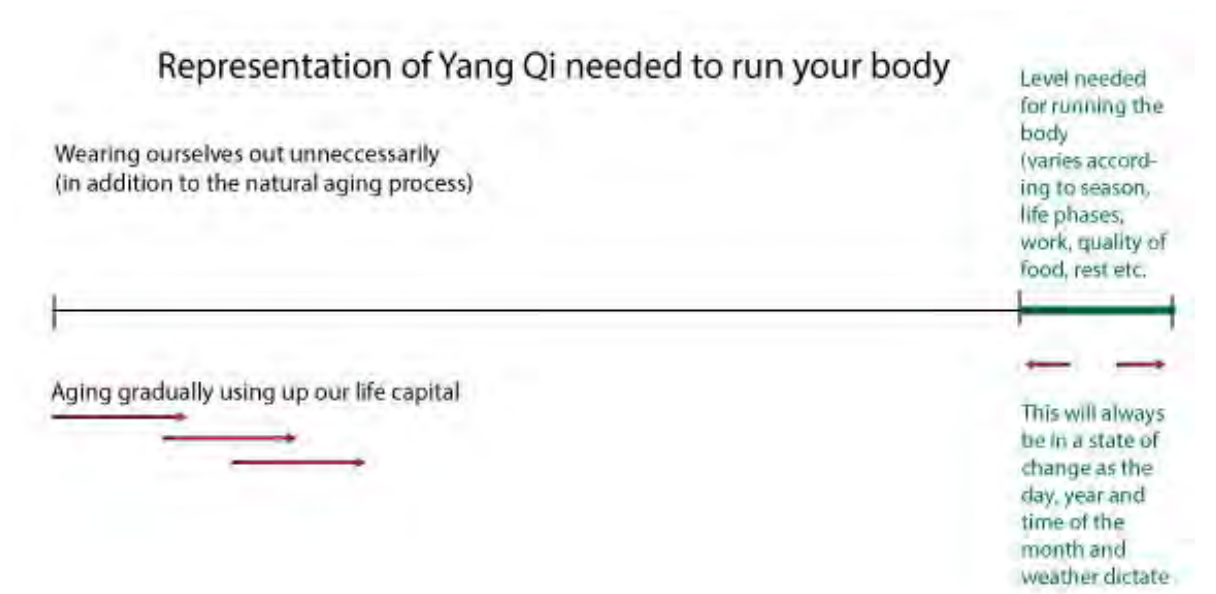 Representation of Yang Qi needed to run your body
Level needed
for running the
body
(varies accord-
ing to season,
life phases,
work, quality of
food, rest etc.
Wearing ourselves out unneccessarily
(in addition to the natural aging process)
Aging gradually using up our life capital
This will always
be in a state of
change as the
day, year and
time of the
month and
weather dictate